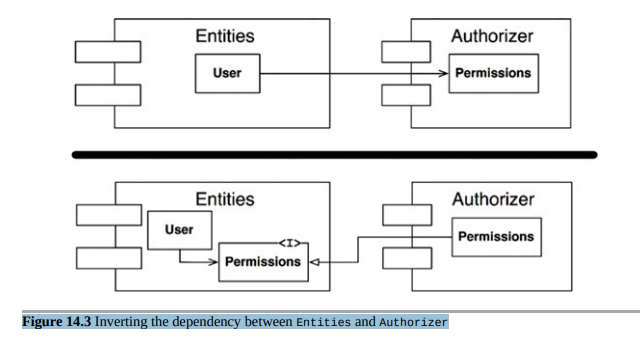 Entities
Authorizer
User
Permissions
Entities
Authorizer
User
<I>
Permissions
Permissions
Figure 14.3 Inverting the dependency between Entities and Authorizer